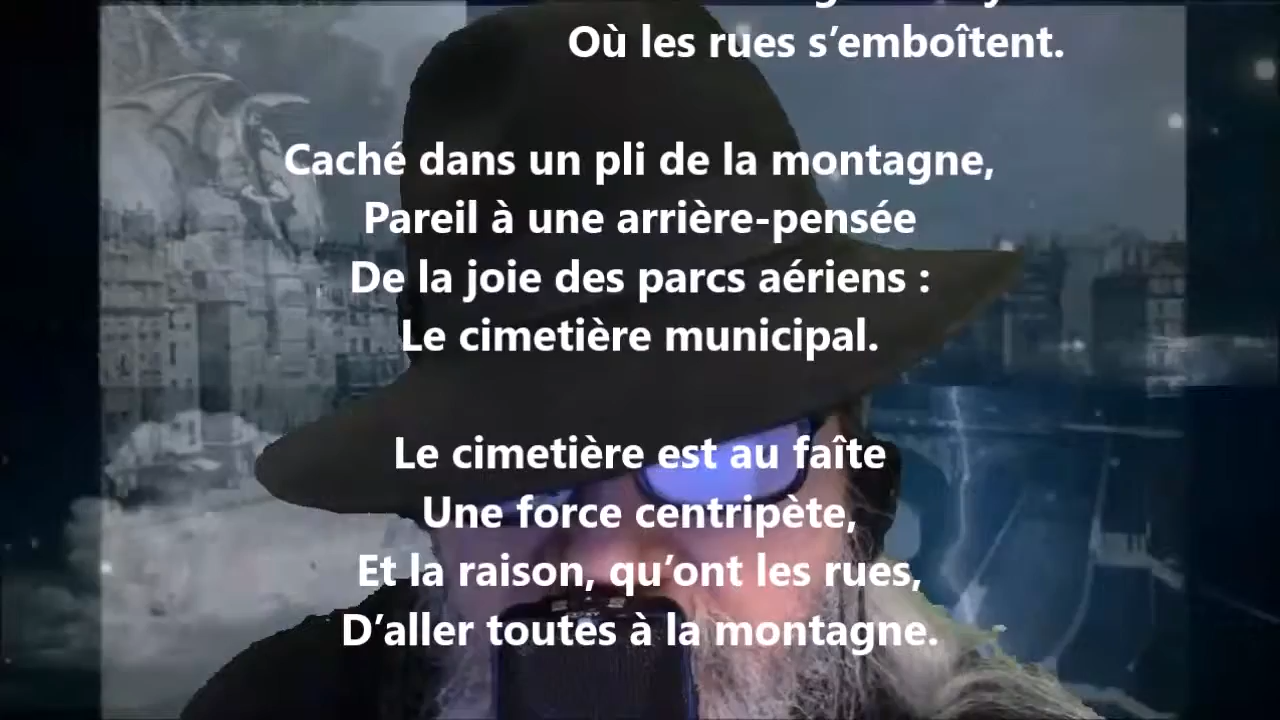 Où les rues s’emboîtent.
Caché dans un pli de la montagne,
Pareil à une arrière-pensée
De la joie des parcs aériens :
Le cimetière municipal.
Le cimetière est au faîte
Une force centripète,
Et la raison, qu’ont les rues,
D’aller toutes à la montagne.